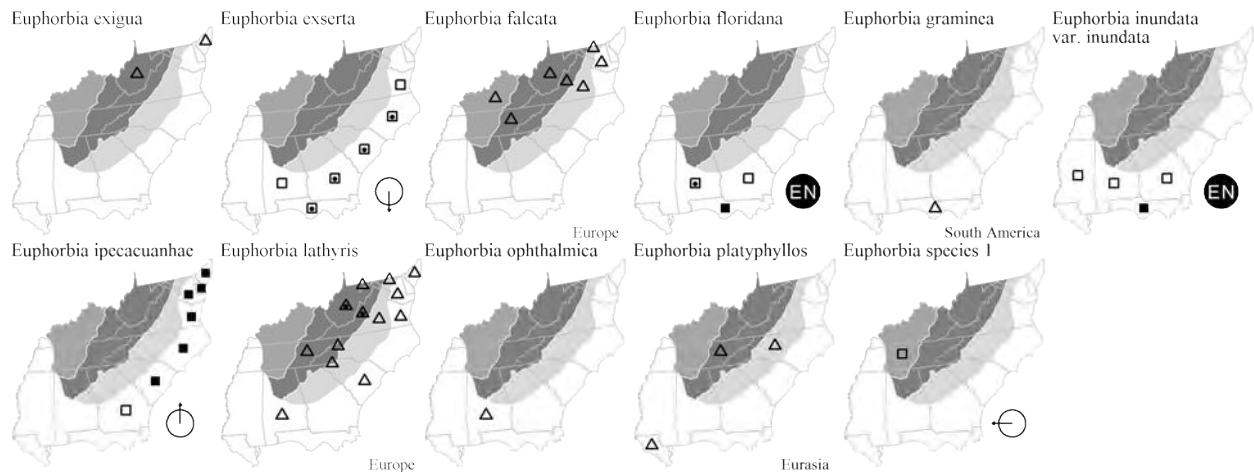 Euphorbia exigua
Euphorbia exserta
Euphorbia falcata
Euphorbia floridana
Euphorbia graminea
Euphorbia inundata
var. inundata
EN
EN
Europe
South America
Euphorbia ipecacuanhae
Euphorbia lathyris
Euphorbia ophthalmica
Euphorbia platyphyllos
Euphorbia species 1
Europe
Eurasia